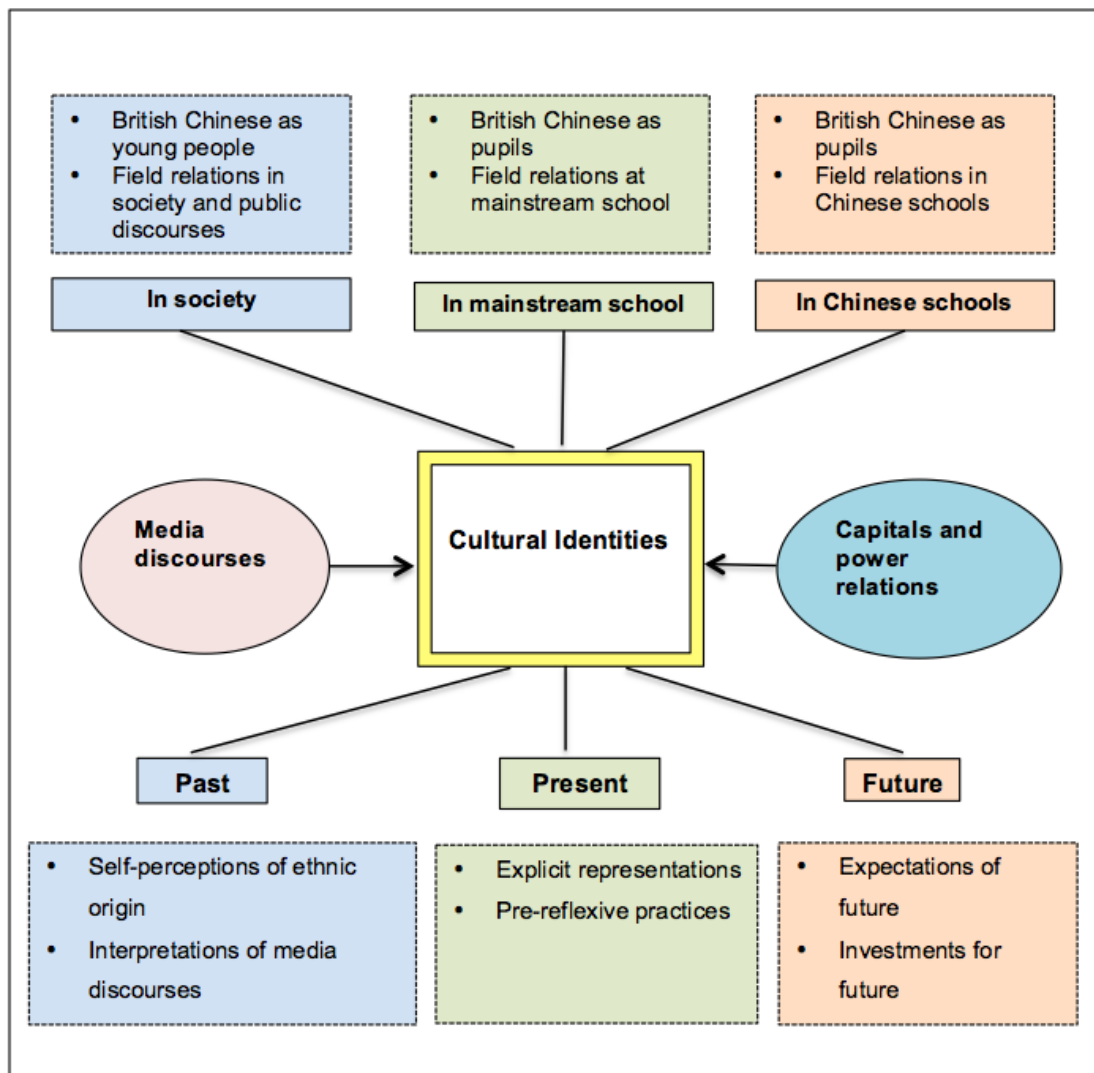 • British Chinese as
young people
• Field relations in
society and public
discourses
• British Chinese as
pupils
• Field relations at
mainstream school
• British Chinese as
pupils
• Field relations in
Chinese schools
In society
In mainstream school
In Chinese schools
Media
discourses
Cultural Identities
Capitals and
power
relations
Past
Present
Future
• Self-perceptions of ethnic
origin
• Interpretations of media
discourses
• Explicit representations
• Pre-reflexive practices
• Expectations of
future
• Investments for
future